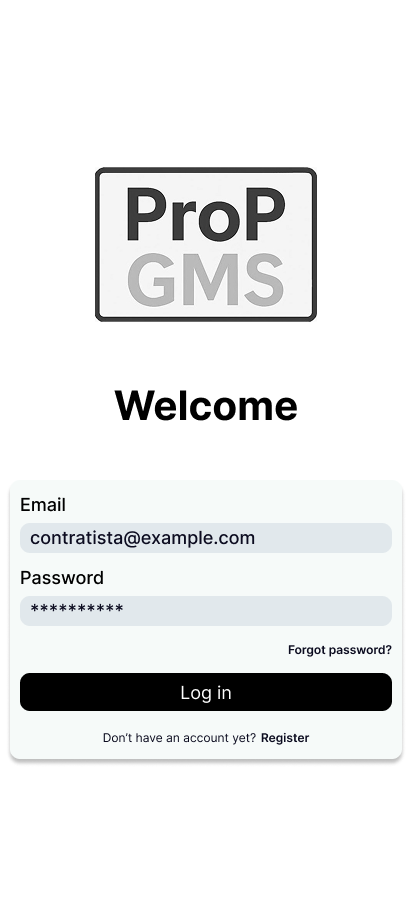 ProP
GMS
Welcome
Email
contratista@example.com
Password
**********
Forgot password?
Log in
Don't have an account yet? Register